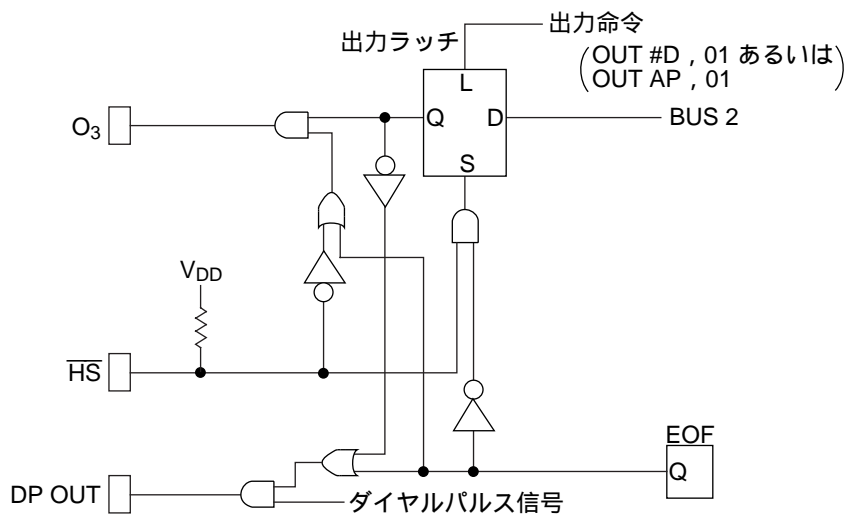 出力命令
出力ラッチ
(OUT #D , 01 あるいは
OUT AP , 01)
L
O3
Q
D
BUS 2
S
VDD
HS
EOF
Q
DP OUT
ダイヤルパルス信号